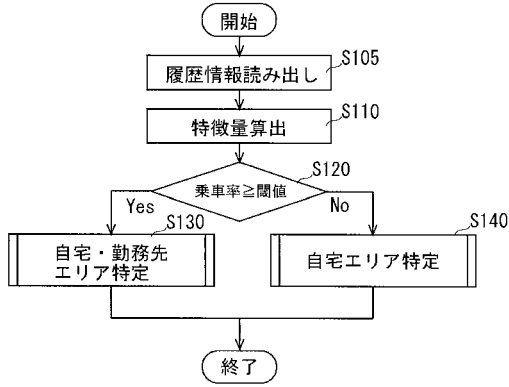 開始
S105
履歴情報読み出し
S110
特徴量算出
S120
乗車率≧閾値
Yes
No
S130
自宅・勤務先
エリア特定
S140
自宅エリア特定
終了